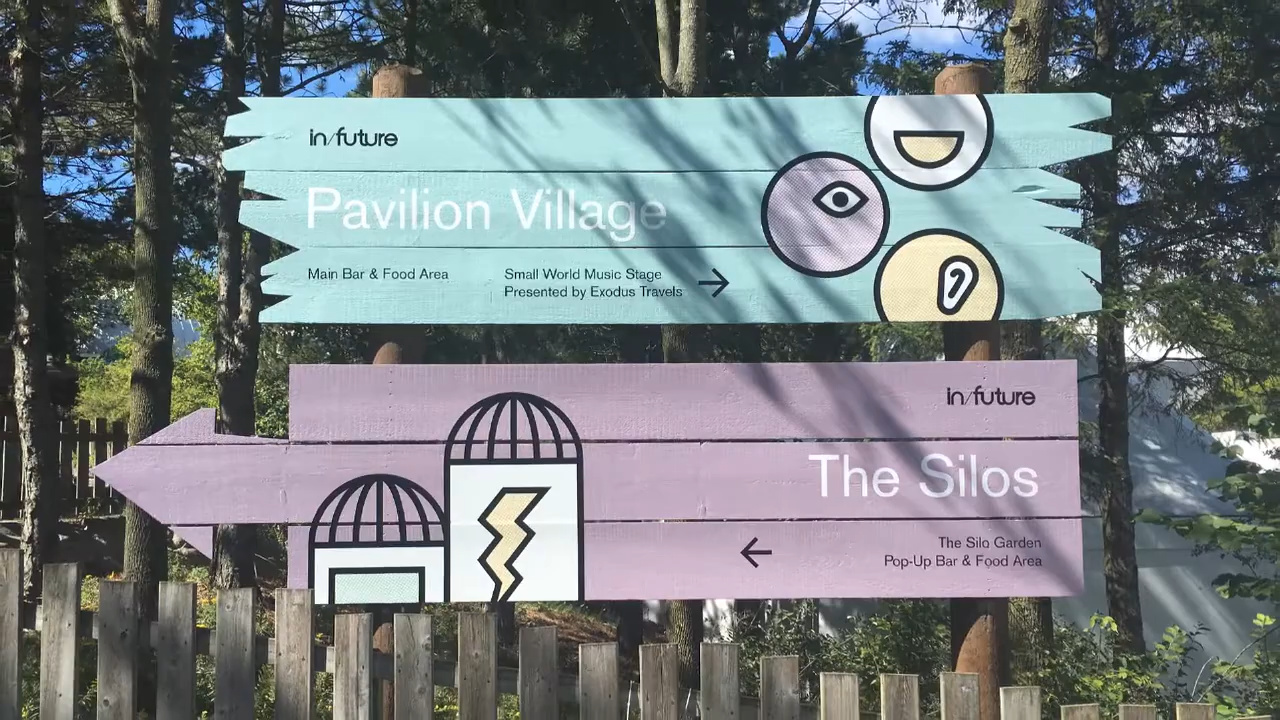 in/future
Pavilion Village
Main Bar & Food Area
Small World Music Stage
Presented by Exodus Travels
in/future
The Silos
The Silo Garden
Pop-Up Bar & Food Area